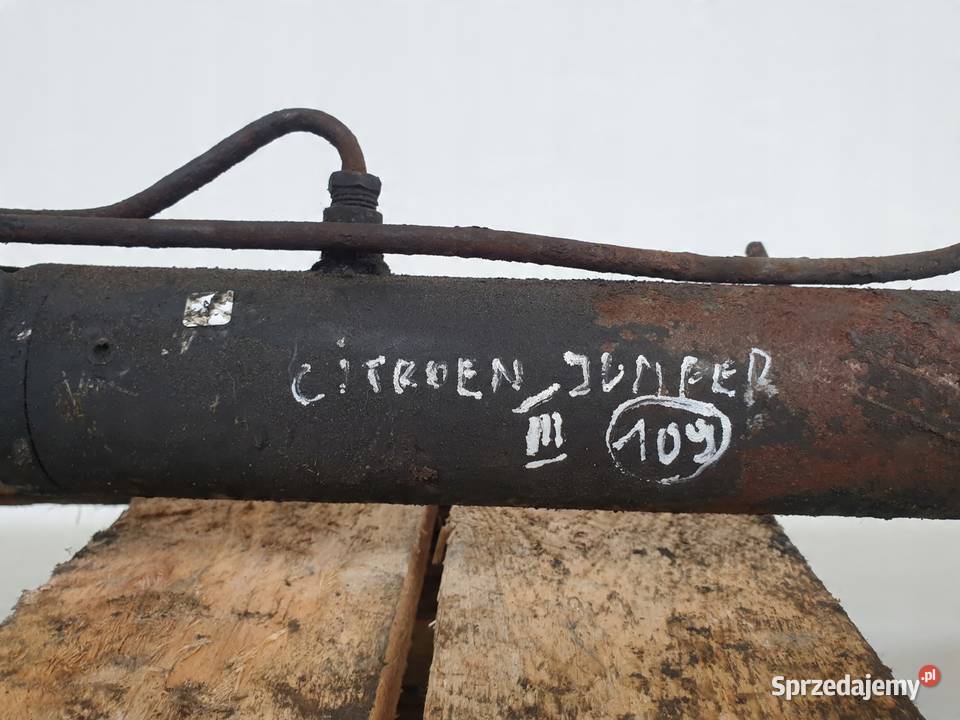 CiTROEN JUMPER
III 109
Sprzedajemy.pl